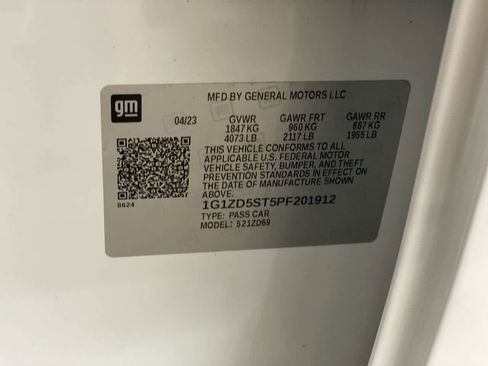 gm
MFD BY GENERAL MOTORS LLC
04/23 GVWR GAWR FRT GAWR RR
1847 KG 960 KG 887 KG
4073 LB 2117 LB 1955 LB
THIS VEHICLE CONFORMS TO ALL
APPLICABLE U.S. FEDERAL MOTOR
VEHICLE SAFETY, BUMPER, AND THEFT
PREVENTION STANDARDS IN EFFECT ON
THE DATE OF MANUFACTURE SHOWN
ABOVE.
8624
1G1ZD5ST5PF201912
TYPE: PASS CAR
MODEL: 521ZD69